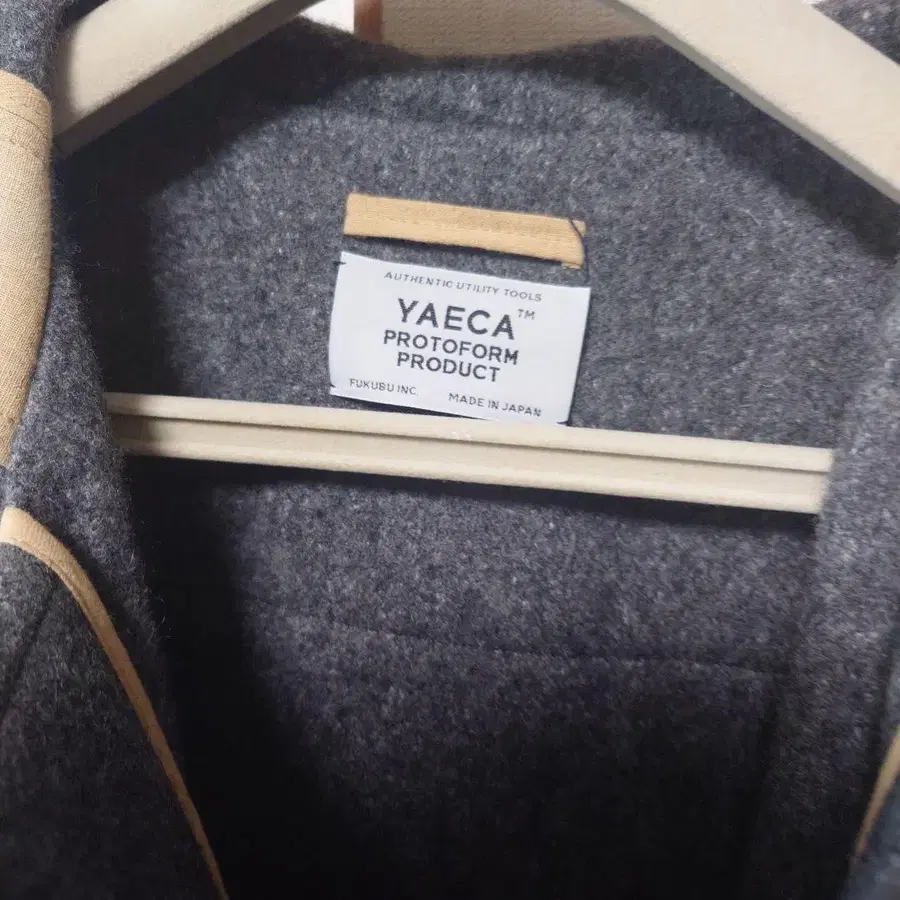 AUTHENTIC UTILITY TOOLS
YAECA™
PROTOFORM
PRODUCT
FUKUBU INC. MADE IN JAPAN